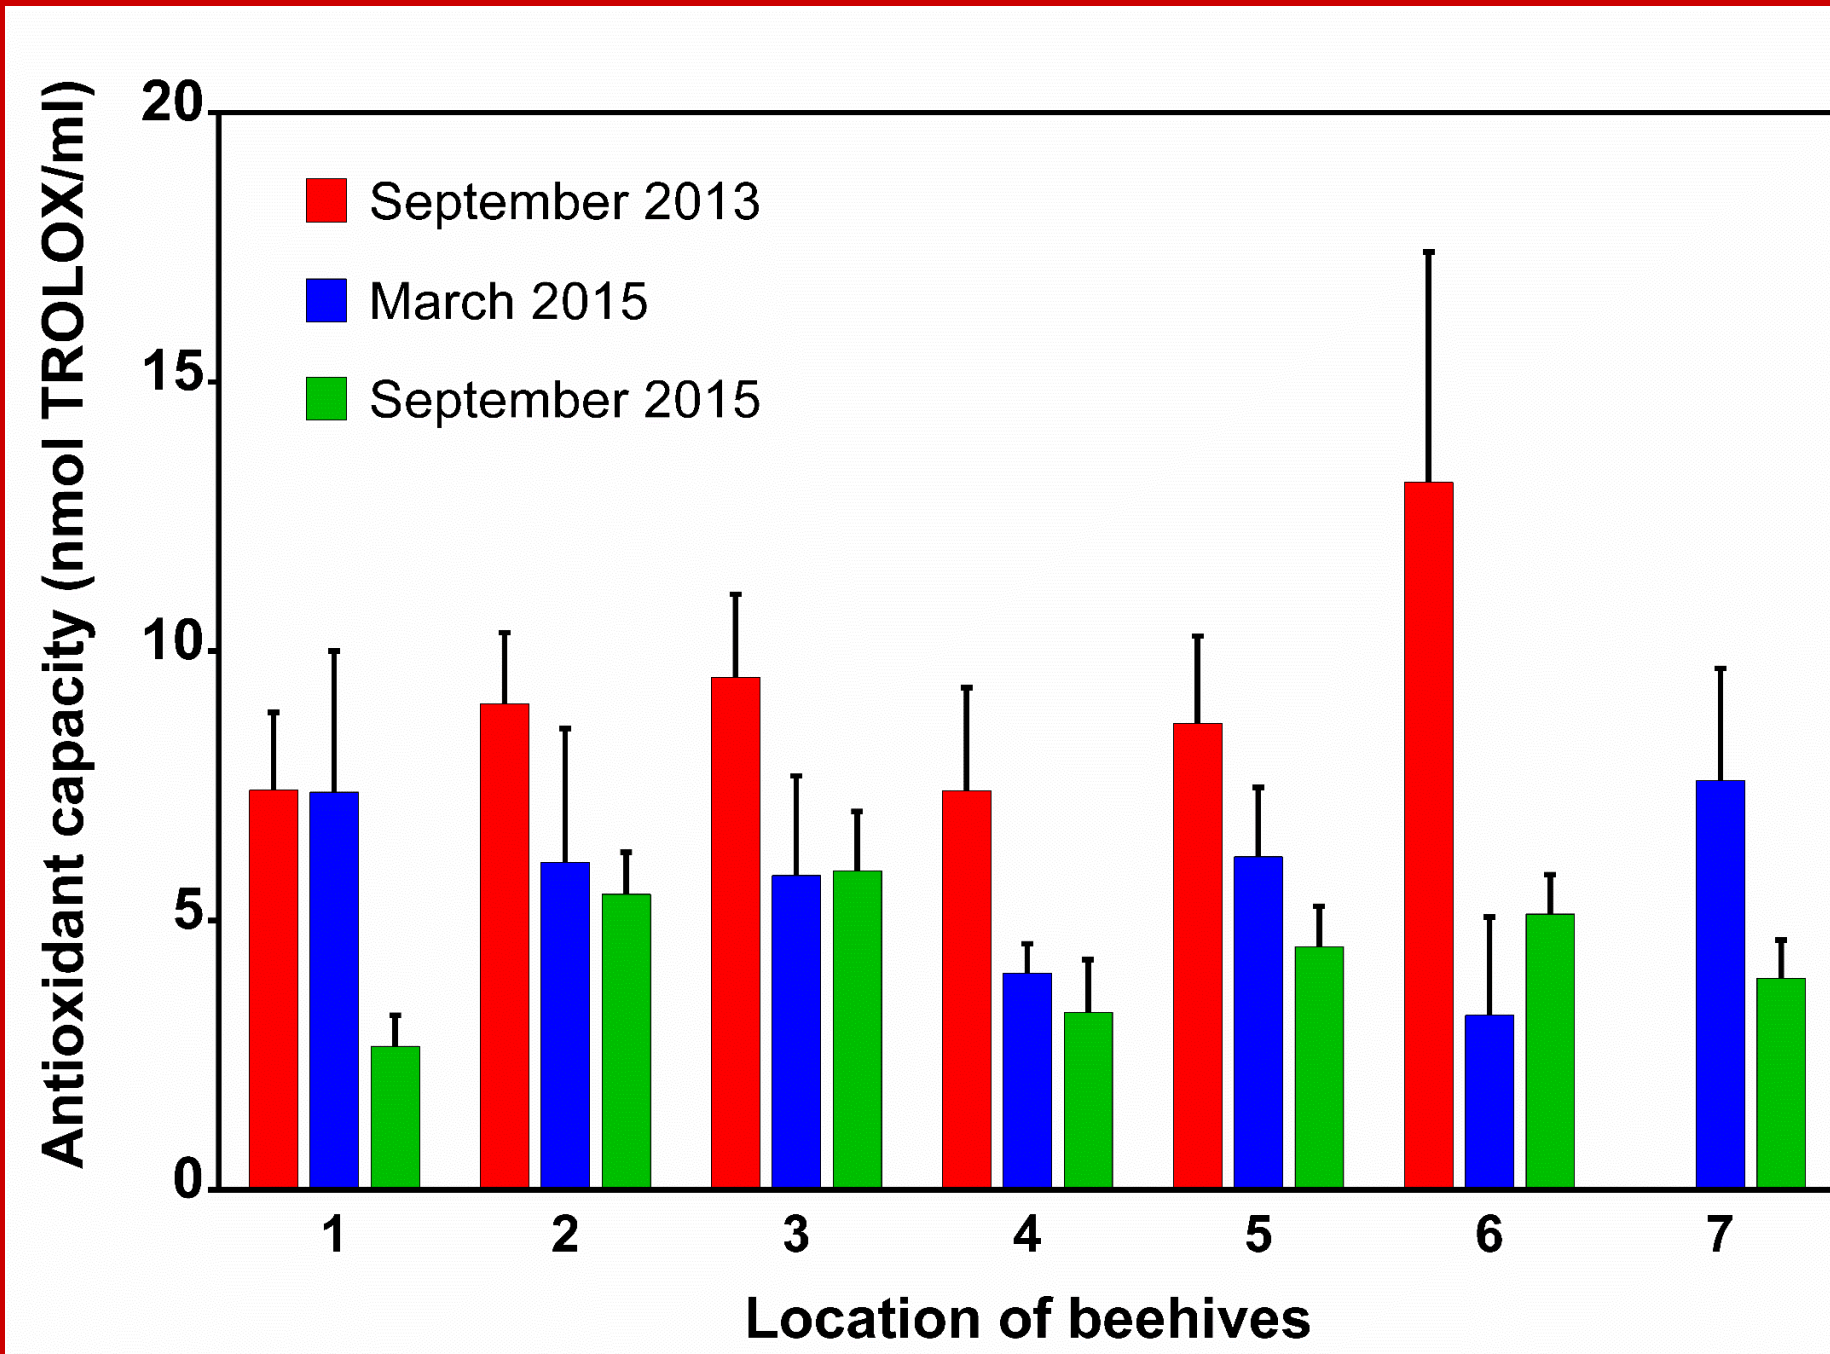 Antioxidant capacity (nmol TROLOX/ml)
20
15
10
5
0
September 2013
March 2015
September 2015
1 2 3 4 5 6 7
Location of beehives